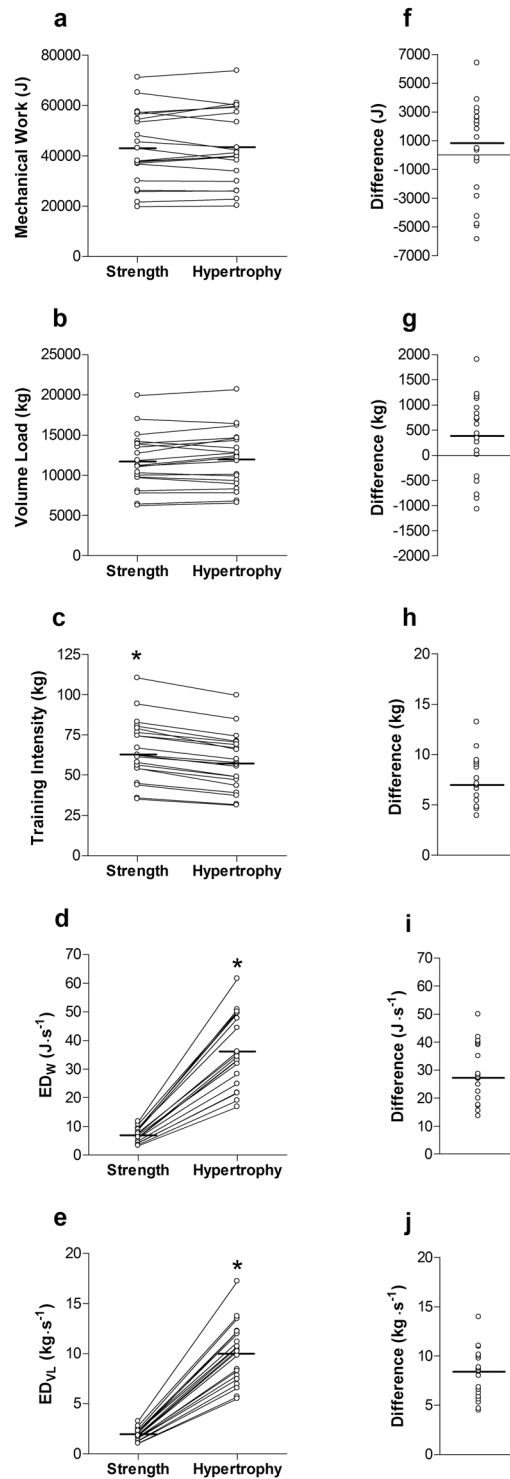 a
f
Mechanical Work (J)
80000
60000
40000
20000
0
Strength
Hypertrophy
Difference (J)
7000
5000
3000
1000
-1000
-3000
-5000
-7000
b
g
Volume Load (kg)
25000
20000
15000
10000
5000
0
Strength
Hypertrophy
Difference (kg)
2000
1500
1000
500
0
-500
-1000
-1500
-2000
c
h
Training Intensity (kg)
125
100
75
50
25
0
*
Strength
Hypertrophy
Difference (kg)
20
15
10
5
0
d
i
ED_W (J·s⁻¹)
70
60
50
40
30
20
10
0
*
Strength
Hypertrophy
Difference (J·s⁻¹)
70
60
50
40
30
20
10
0
e
j
ED_VL (kg·s⁻¹)
20
15
10
5
0
*
Strength
Hypertrophy
Difference (kg·s⁻¹)
20
15
10
5
0